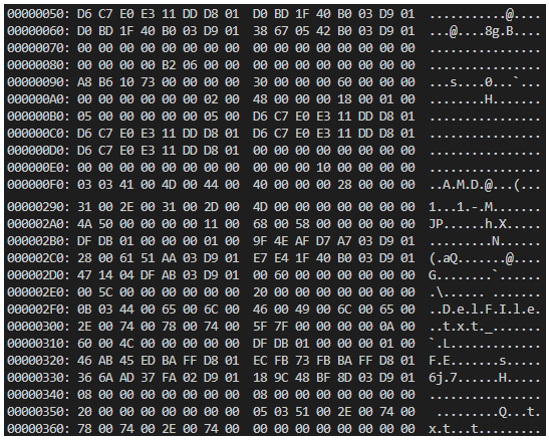 00000050: D6 C7 E0 E3 11 DD D8 01 D0 BD 1F 40 B0 03 D9 01 ...........@....
00000060: D0 BD 1F 40 B0 03 D9 01 38 67 05 42 B0 03 D9 01 ...@....8g.B....
00000070: 00 00 00 00 00 00 00 00 00 00 00 00 00 00 00 00 ................
00000080: 00 00 00 00 B2 06 00 00 00 00 00 00 00 00 00 00 ................
00000090: A8 B6 10 73 00 00 00 00 30 00 00 00 60 00 00 00 ...s....0...`...
000000A0: 00 00 00 00 00 00 02 00 48 00 00 00 18 00 01 00 ........H.......
000000B0: 05 00 00 00 00 00 05 00 D6 C7 E0 E3 11 DD D8 01 ................
000000C0: D6 C7 E0 E3 11 DD D8 01 D6 C7 E0 E3 11 DD D8 01 ................
000000D0: D6 C7 E0 E3 11 DD D8 01 00 00 00 00 00 00 00 00 ................
000000E0: 00 00 00 00 00 00 00 00 00 00 00 10 00 00 00 00 ................
000000F0: 03 03 41 00 4D 00 44 00 40 00 00 00 28 00 00 00 ..A.M.D.@...(...
00000290: 31 00 2E 00 31 00 2D 00 4D 00 00 00 00 00 00 00 1...1.-.M.......
000002A0: 4A 50 00 00 00 00 11 00 68 00 58 00 00 00 00 00 JP......h.X.....
000002B0: DF DB 01 00 00 00 01 00 9F 4E AF D7 A7 03 D9 01 .........N......
000002C0: 28 00 61 51 AA 03 D9 01 E7 E4 1F 40 B0 03 D9 01 (.aQ.......@....
000002D0: 47 14 04 DF AB 03 D9 01 00 60 00 00 00 00 00 00 G........`......
000002E0: 00 5C 00 00 00 00 00 00 20 00 00 00 00 00 00 00 .\...... .......
000002F0: 0B 03 44 00 65 00 6C 00 46 00 49 00 6C 00 65 00 ..D.e.l.F.I.l.e.
00000300: 2E 00 74 00 78 00 74 00 5F 7F 00 00 00 00 0A 00 ..t.x.t._.......
00000310: 60 00 4C 00 00 00 00 00 DF DB 01 00 00 00 01 00 `.L.............
00000320: 46 AB 45 ED BA FF D8 01 EC FB 73 FB BA FF D8 01 F.E.......s.....
00000330: 36 6A AD 37 FA 02 D9 01 18 9C 48 BF 8D 03 D9 01 6j.7......H.....
00000340: 08 00 00 00 00 00 00 00 08 00 00 00 00 00 00 00 ................
00000350: 20 00 00 00 00 00 00 00 05 03 51 00 2E 00 74 00  .........Q...t.
00000360: 78 00 74 00 2E 00 74 00 00 00 00 00 00 00 00 00 x.t...t.........